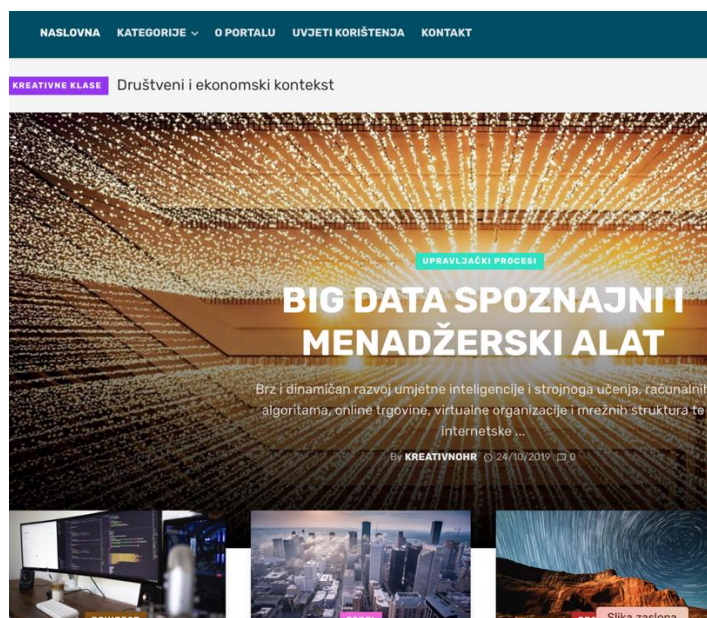 NASLOVNA KATEGORIJE O PORTALU UVJETI KORIŠTENJA KONTAKT
KREATIVNE KLASE Društveni i ekonomski kontekst
UPRAVLJAČKI PROCESI
BIG DATA SPOZNAJNI I
MENADŽERSKI ALAT
Brz i dinamičan razvoj umjetne inteligencije i strojnoga učenja, računalnih
algoritama, online trgovine, virtualne organizacije i mrežnih struktura te
internetske ...
By KREATIVNOHR 24/10/2019 0
Slika zaslona